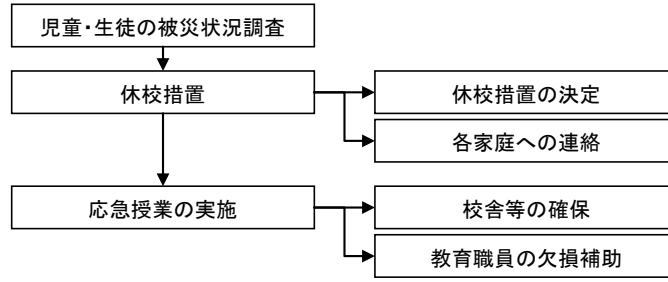 児童・生徒の被災状況調査
休校措置
休校措置の決定
各家庭への連絡
応急授業の実施
校舎等の確保
教育職員の欠損補助